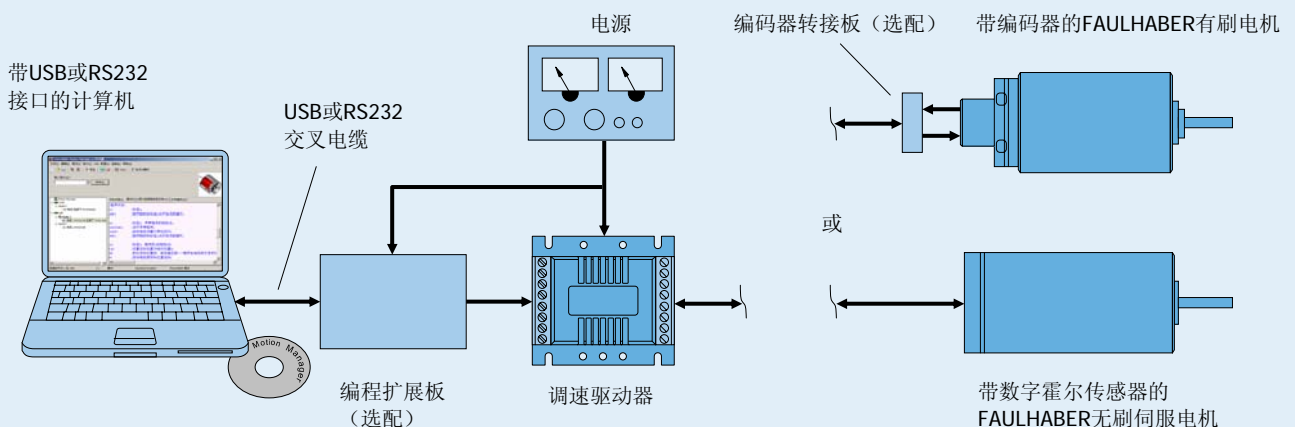 电源
编码器转接板（选配）
带编码器的FAULHABER有刷电机
带USB或RS232
接口的计算机
USB或RS232
交叉电缆
或
Motion Manager
编程扩展板
（选配）
调速驱动器
带数字霍尔传感器的
FAULHABER无刷伺服电机